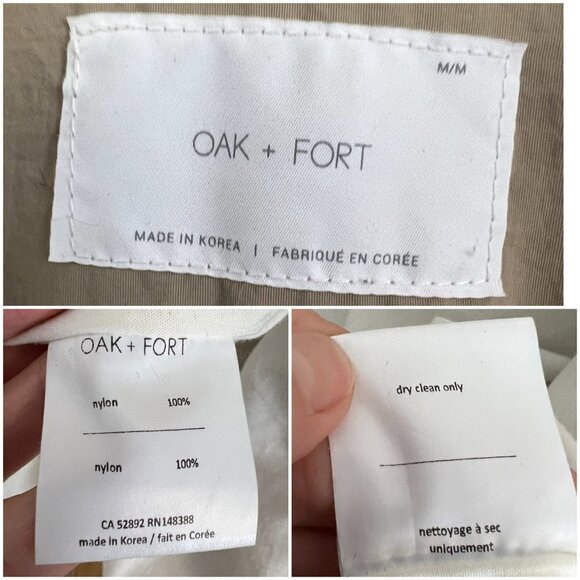 M/M
OAK + FORT
MADE IN KOREA | FABRIQUÉ EN CORÉE
OAK + FORT
nylon 100%
nylon 100%
CA 52892 RN148388
made in Korea / fait en Corée
dry clean only
nettoyage à sec
uniquement